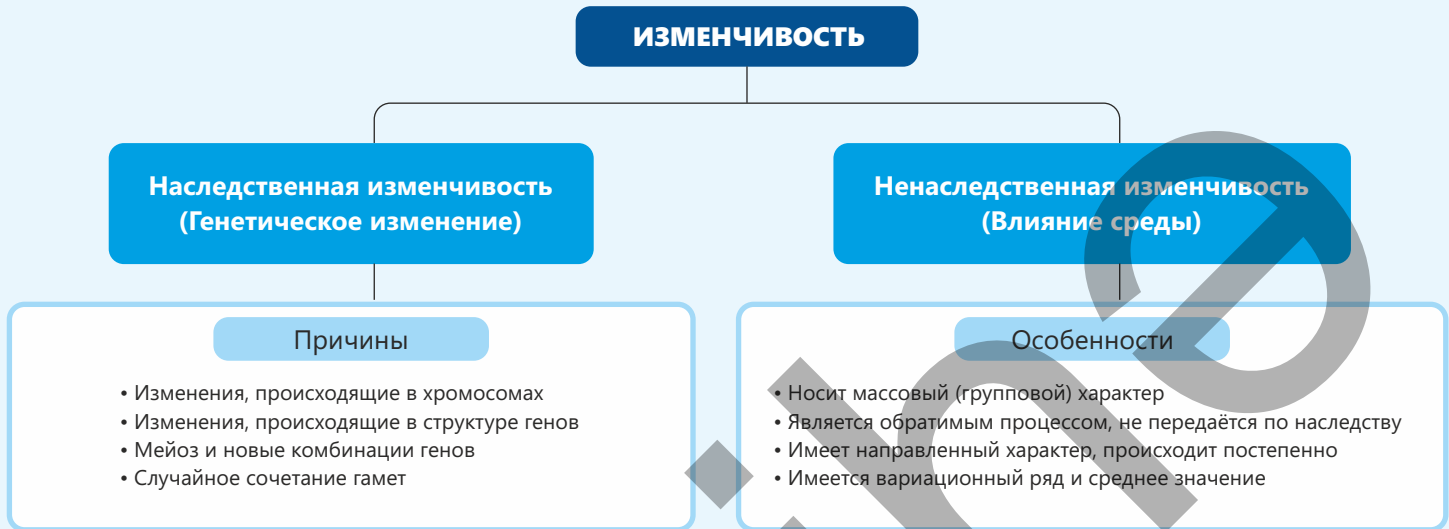 ИЗМЕНЧИВОСТЬ
Наследственная изменчивость
(Генетическое изменение)
Ненаследственная изменчивость
(Влияние среды)
Причины
• Изменения, происходящие в хромосомах
• Изменения, происходящие в структуре генов
• Мейоз и новые комбинации генов
• Случайное сочетание гамет
Особенности
• Носит массовый (групповой) характер
• Является обратимым процессом, не передаётся по наследству
• Имеет направленный характер, происходит постепенно
• Имеется вариационный ряд и среднее значение